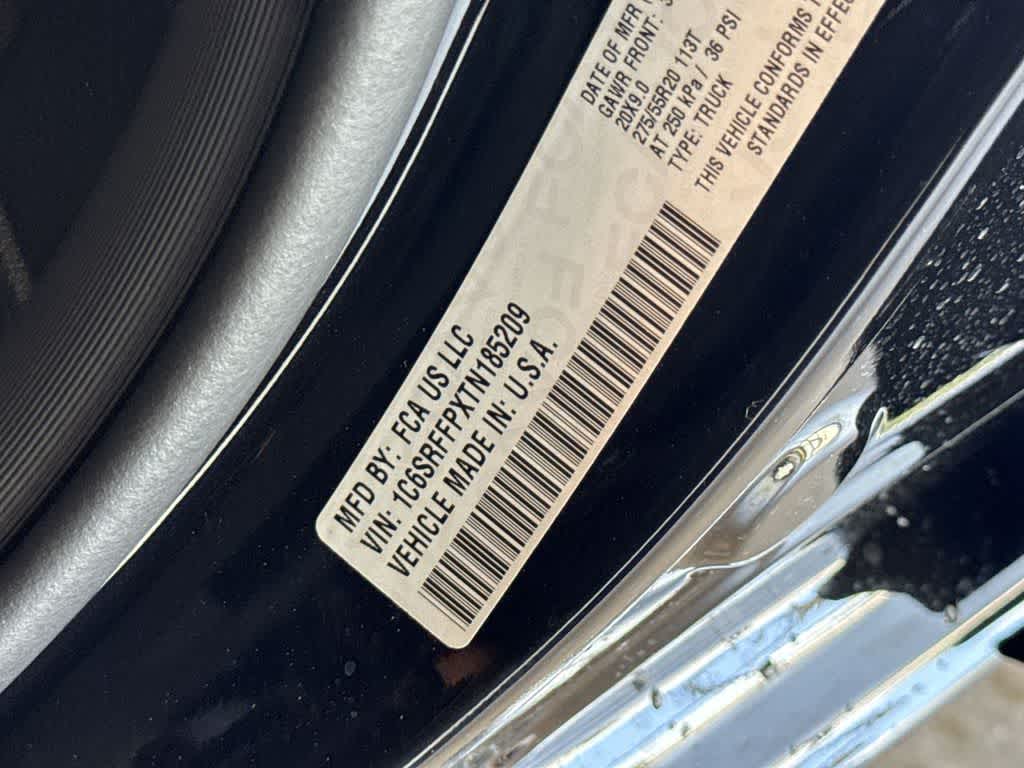 MFD BY: FCA US LLC
VIN: 1C6SRFFPXTN185209
VEHICLE MADE IN: U.S.A.
DATE OF MFR
GAWR FRONT:
20X9.0
275/55R20 113T
AT 250 kPa / 36 PSI
TYPE: TRUCK
THIS VEHICLE CONFORMS
STANDARDS IN EFFEC